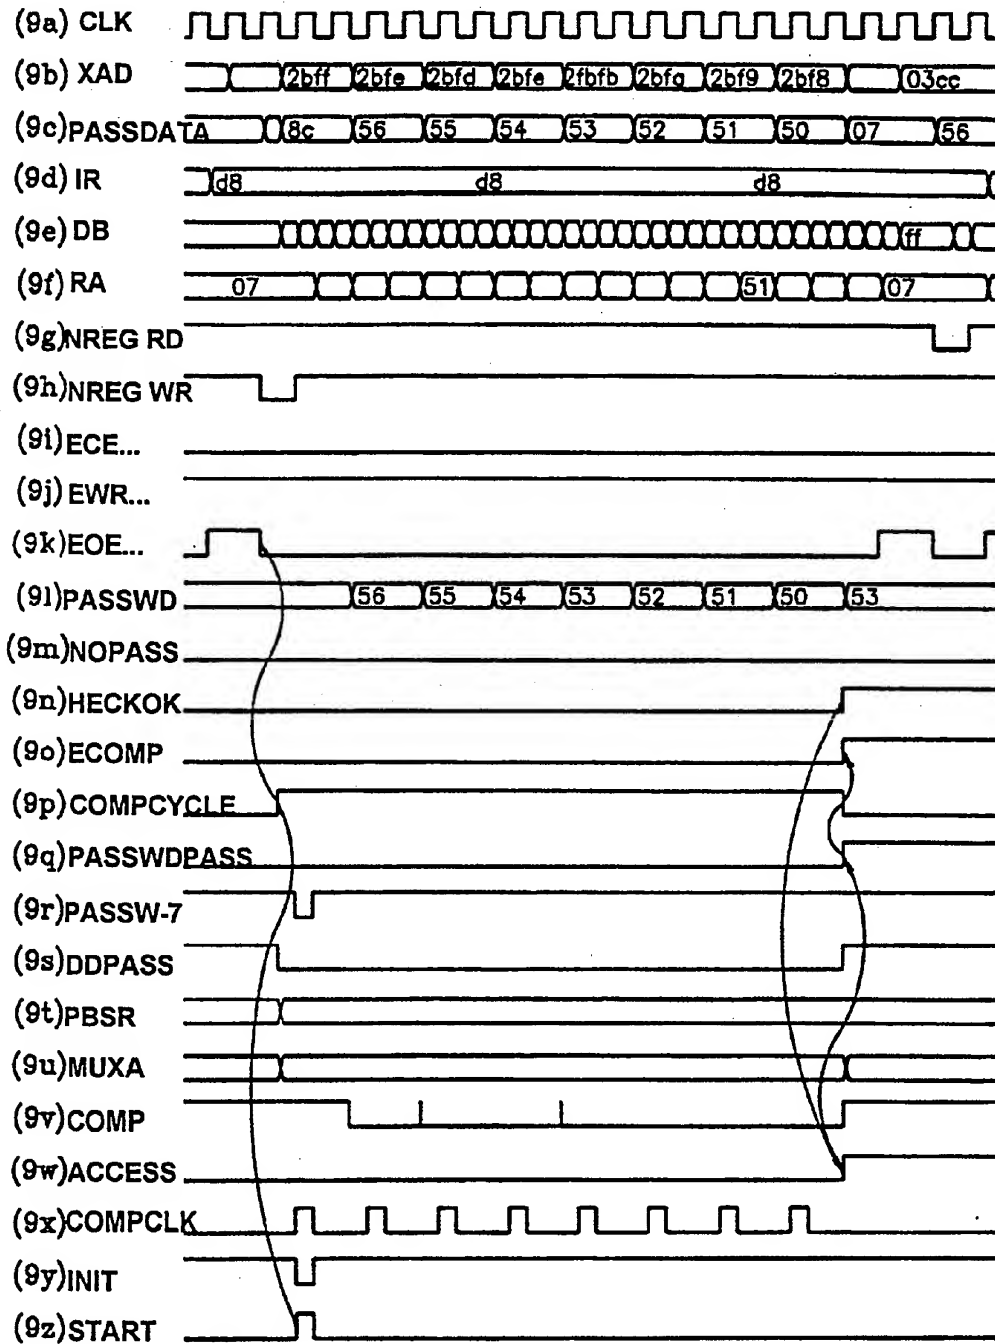 (9a) CLK
(9b) XAD 2bff 2bfe 2bfd 2bfe 2fbfb 2bfa 2bf9 2bf8 03cc
(9c) PASSDATA 8c 56 55 54 53 52 51 50 07 56
(9d) IR d8 d8 d8
(9e) DB ff
(9f) RA 07 51 07
(9g) NREG RD
(9h) NREG WR
(9i) ECE...
(9j) EWR...
(9k) EOE...
(9l) PASSWD 56 55 54 53 52 51 50 53
(9m) NOPASS
(9n) HECKOK
(9o) ECOMP
(9p) COMPCYCLE
(9q) PASSWDPASS
(9r) PASSW-7
(9s) DDPASS
(9t) PBSR
(9u) MUXA
(9v) COMP
(9w) ACCESS
(9x) COMPCLK
(9y) INIT
(9z) START